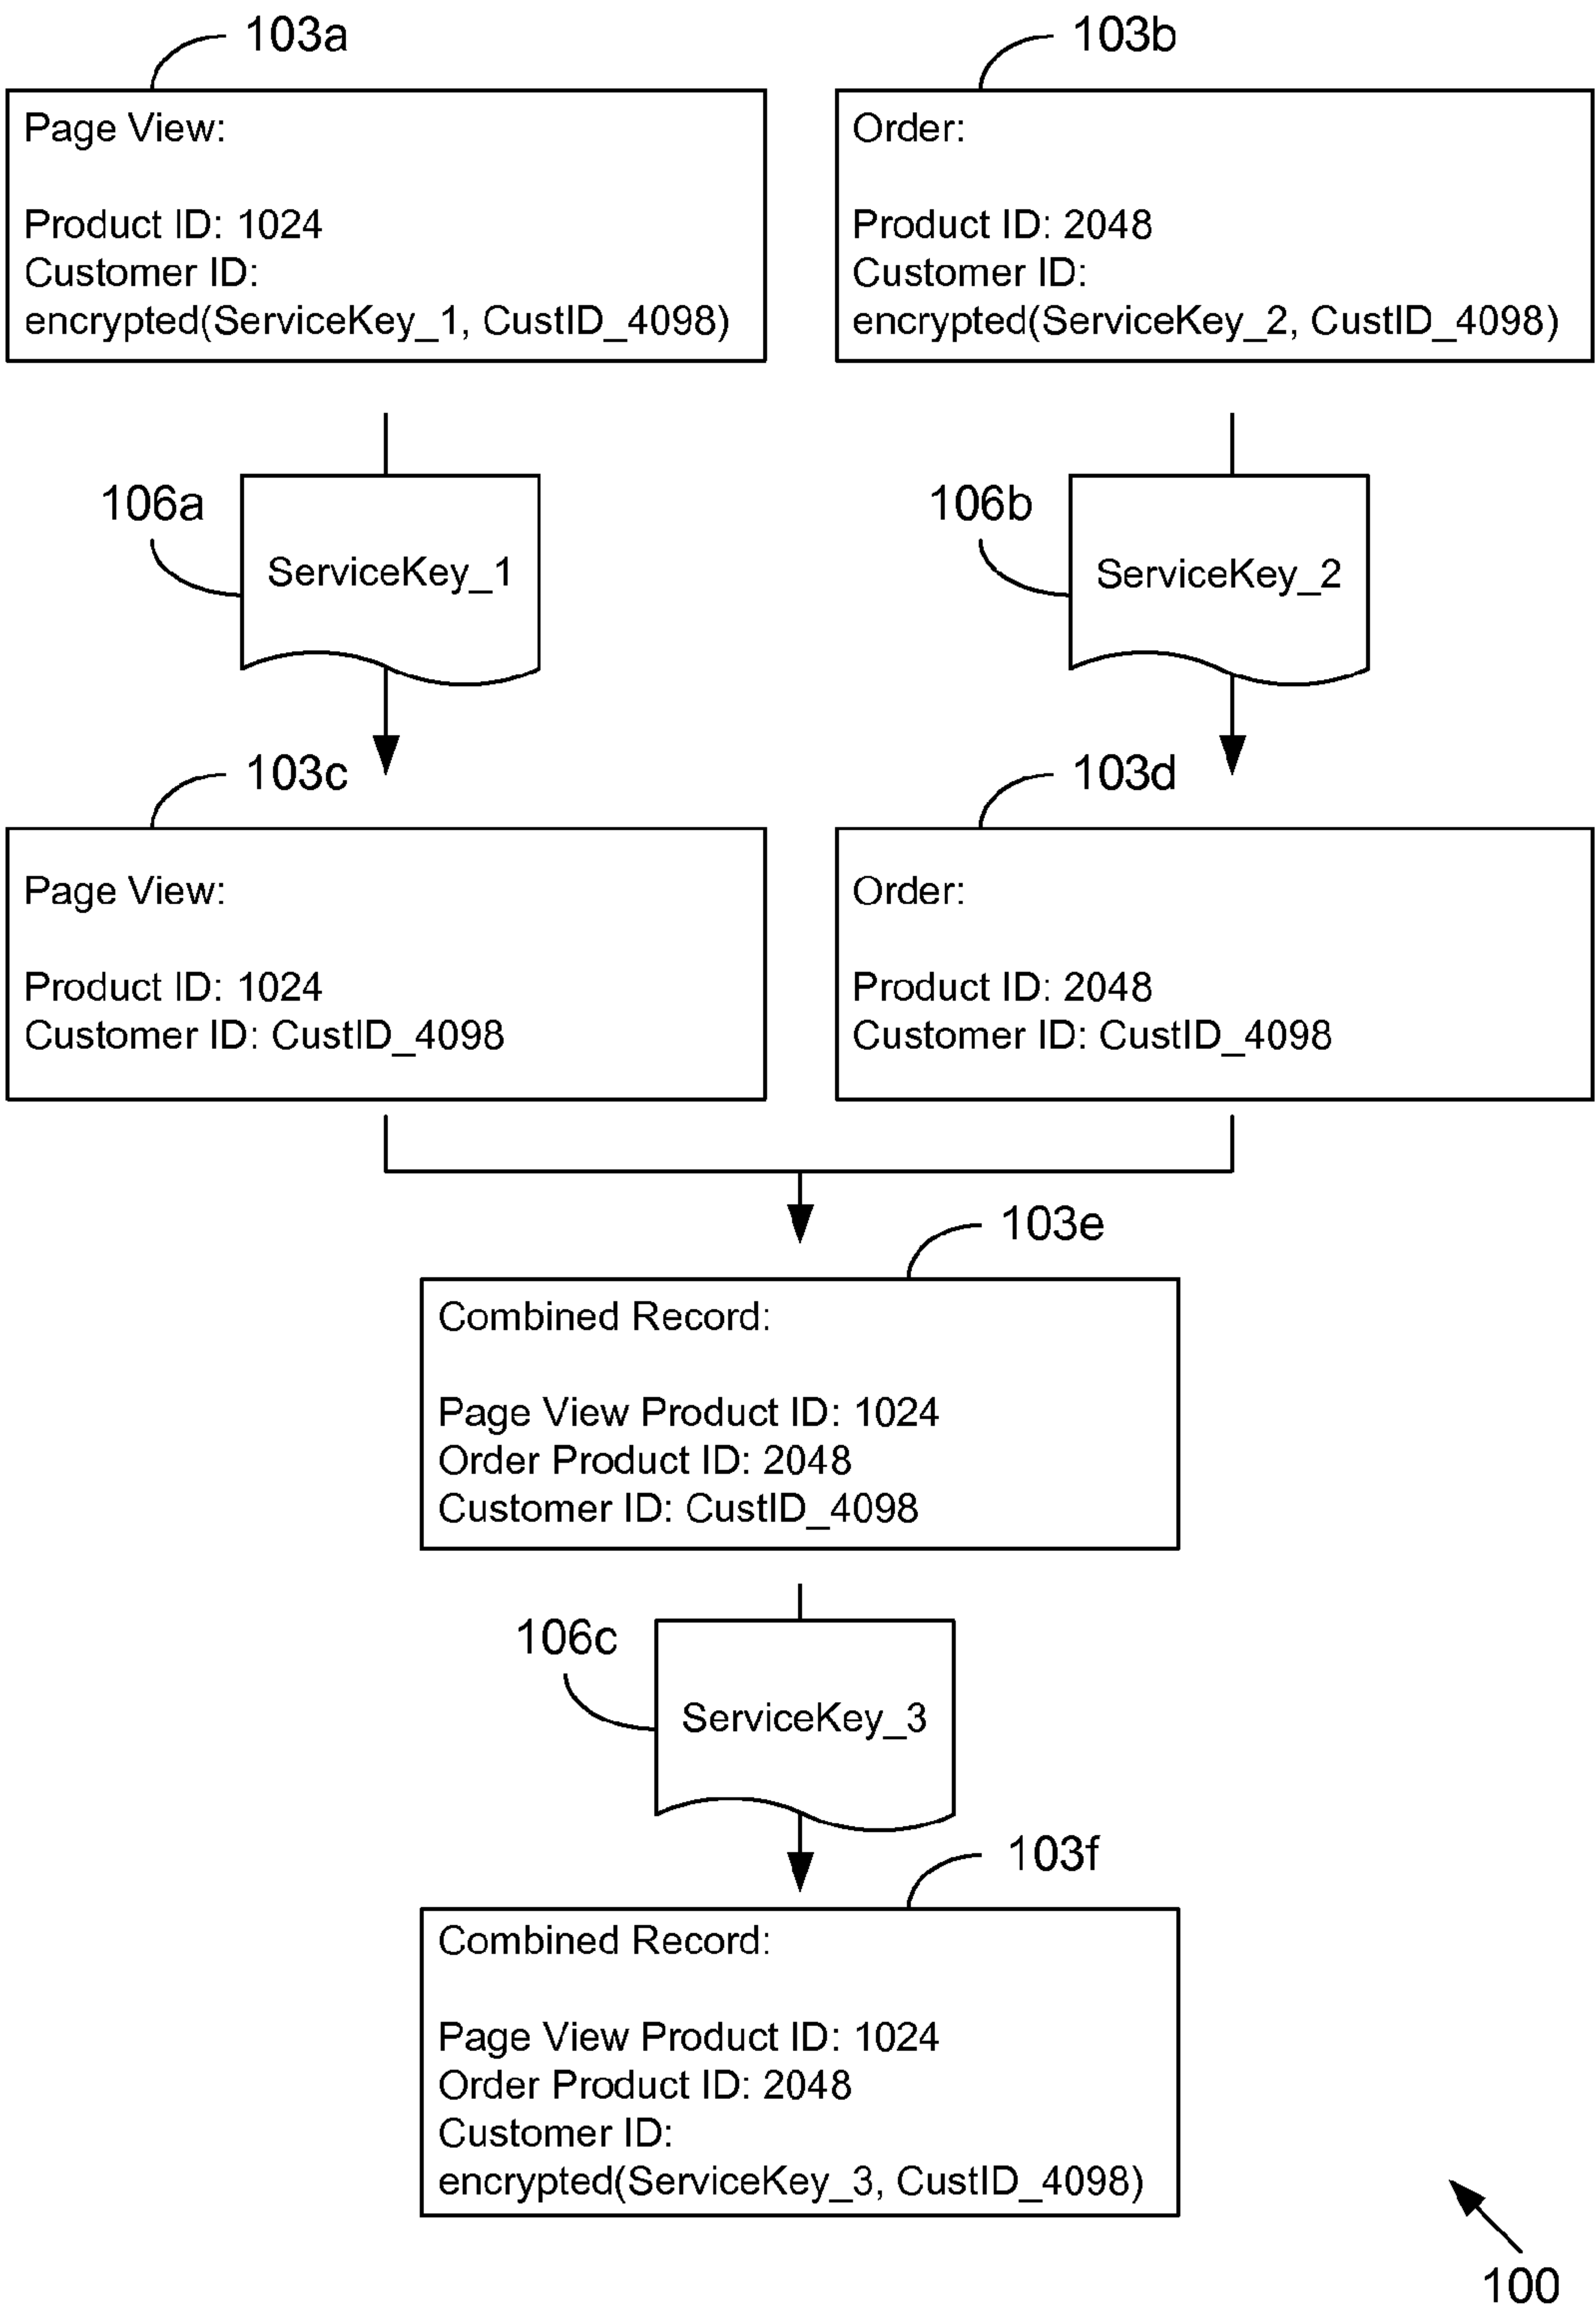 103a
Page View:
Product ID: 1024
Customer ID:
encrypted(ServiceKey_1, CustID_4098)
103b
Order:
Product ID: 2048
Customer ID:
encrypted(ServiceKey_2, CustID_4098)
106a
ServiceKey_1
106b
ServiceKey_2
103c
Page View:
Product ID: 1024
Customer ID: CustID_4098
103d
Order:
Product ID: 2048
Customer ID: CustID_4098
103e
Combined Record:
Page View Product ID: 1024
Order Product ID: 2048
Customer ID: CustID_4098
106c
ServiceKey_3
103f
Combined Record:
Page View Product ID: 1024
Order Product ID: 2048
Customer ID:
encrypted(ServiceKey_3, CustID_4098)
100